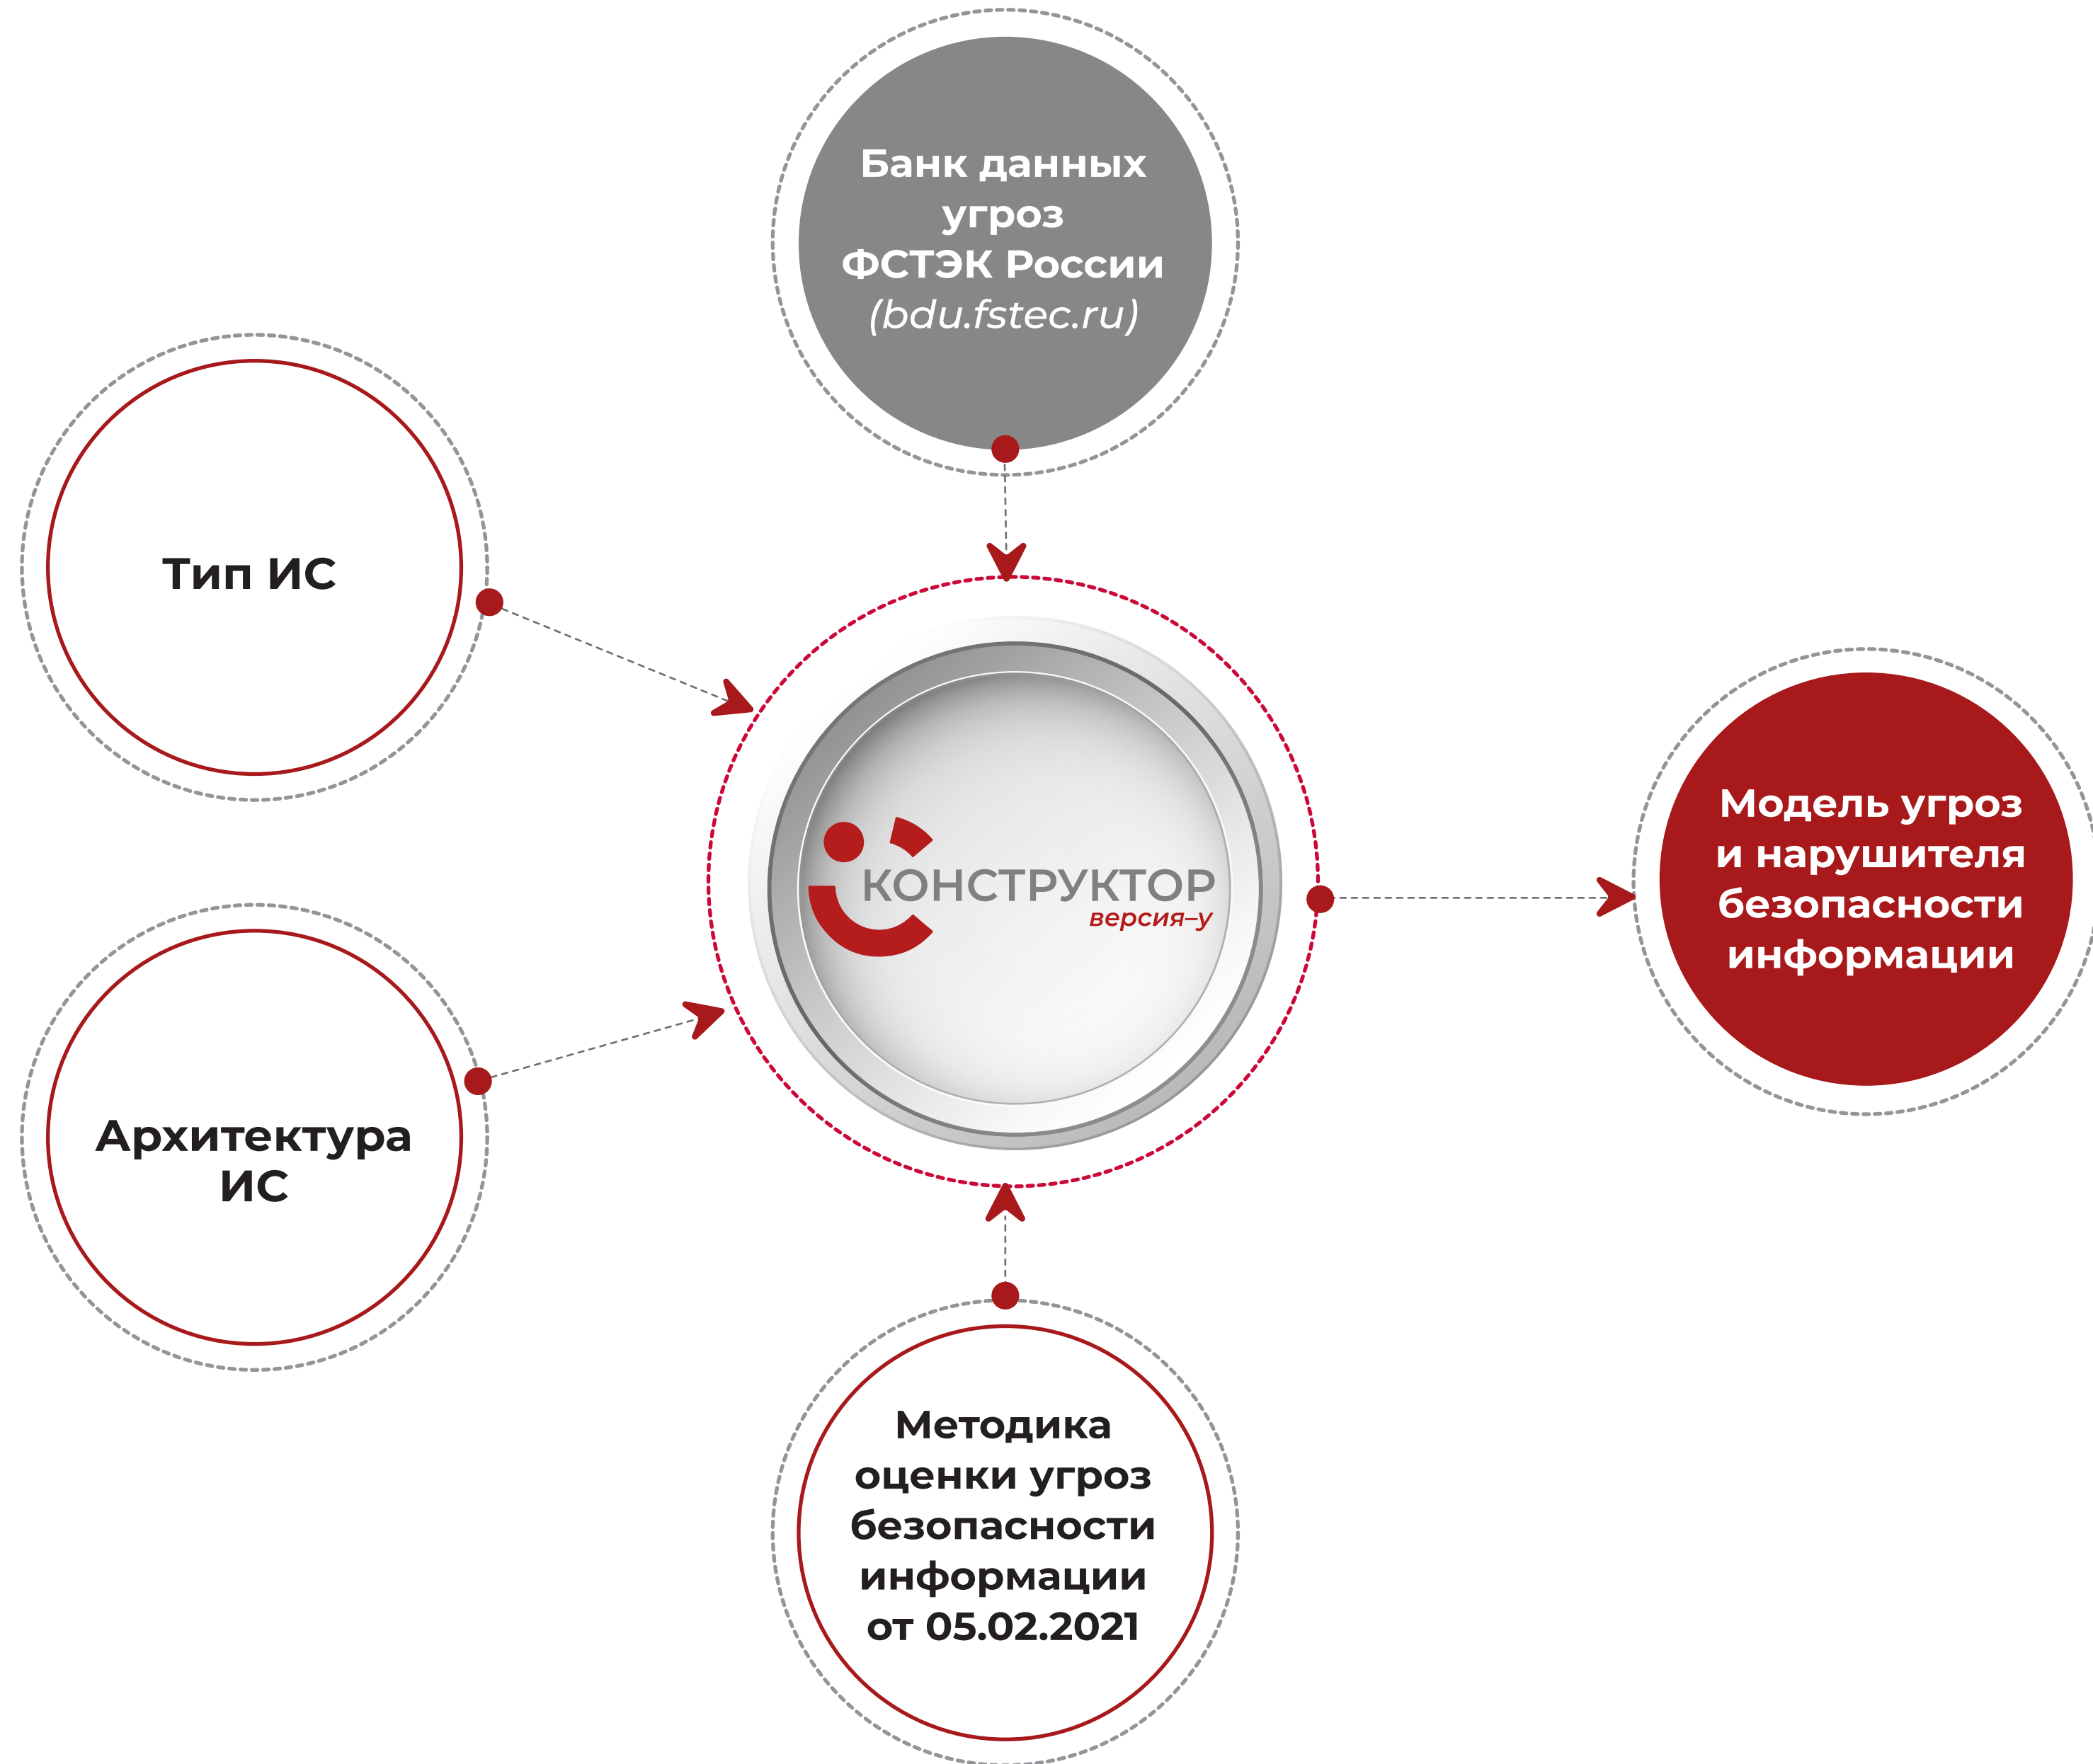 Банк данных
угроз
ФСТЭК России
(bdu.fstec.ru)
Тип ИС
КОНСТРУКТОР
версия–у
Модель угроз
и нарушителя
безопасности
информации
Архитектура
ИС
Методика
оценки угроз
безопасности
информации
от 05.02.2021